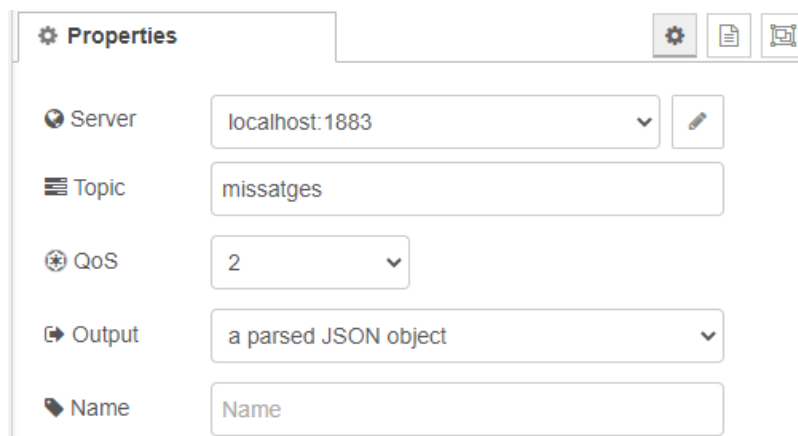 Properties
Server localhost:1883
Topic missatges
QoS 2
Output a parsed JSON object
Name Name